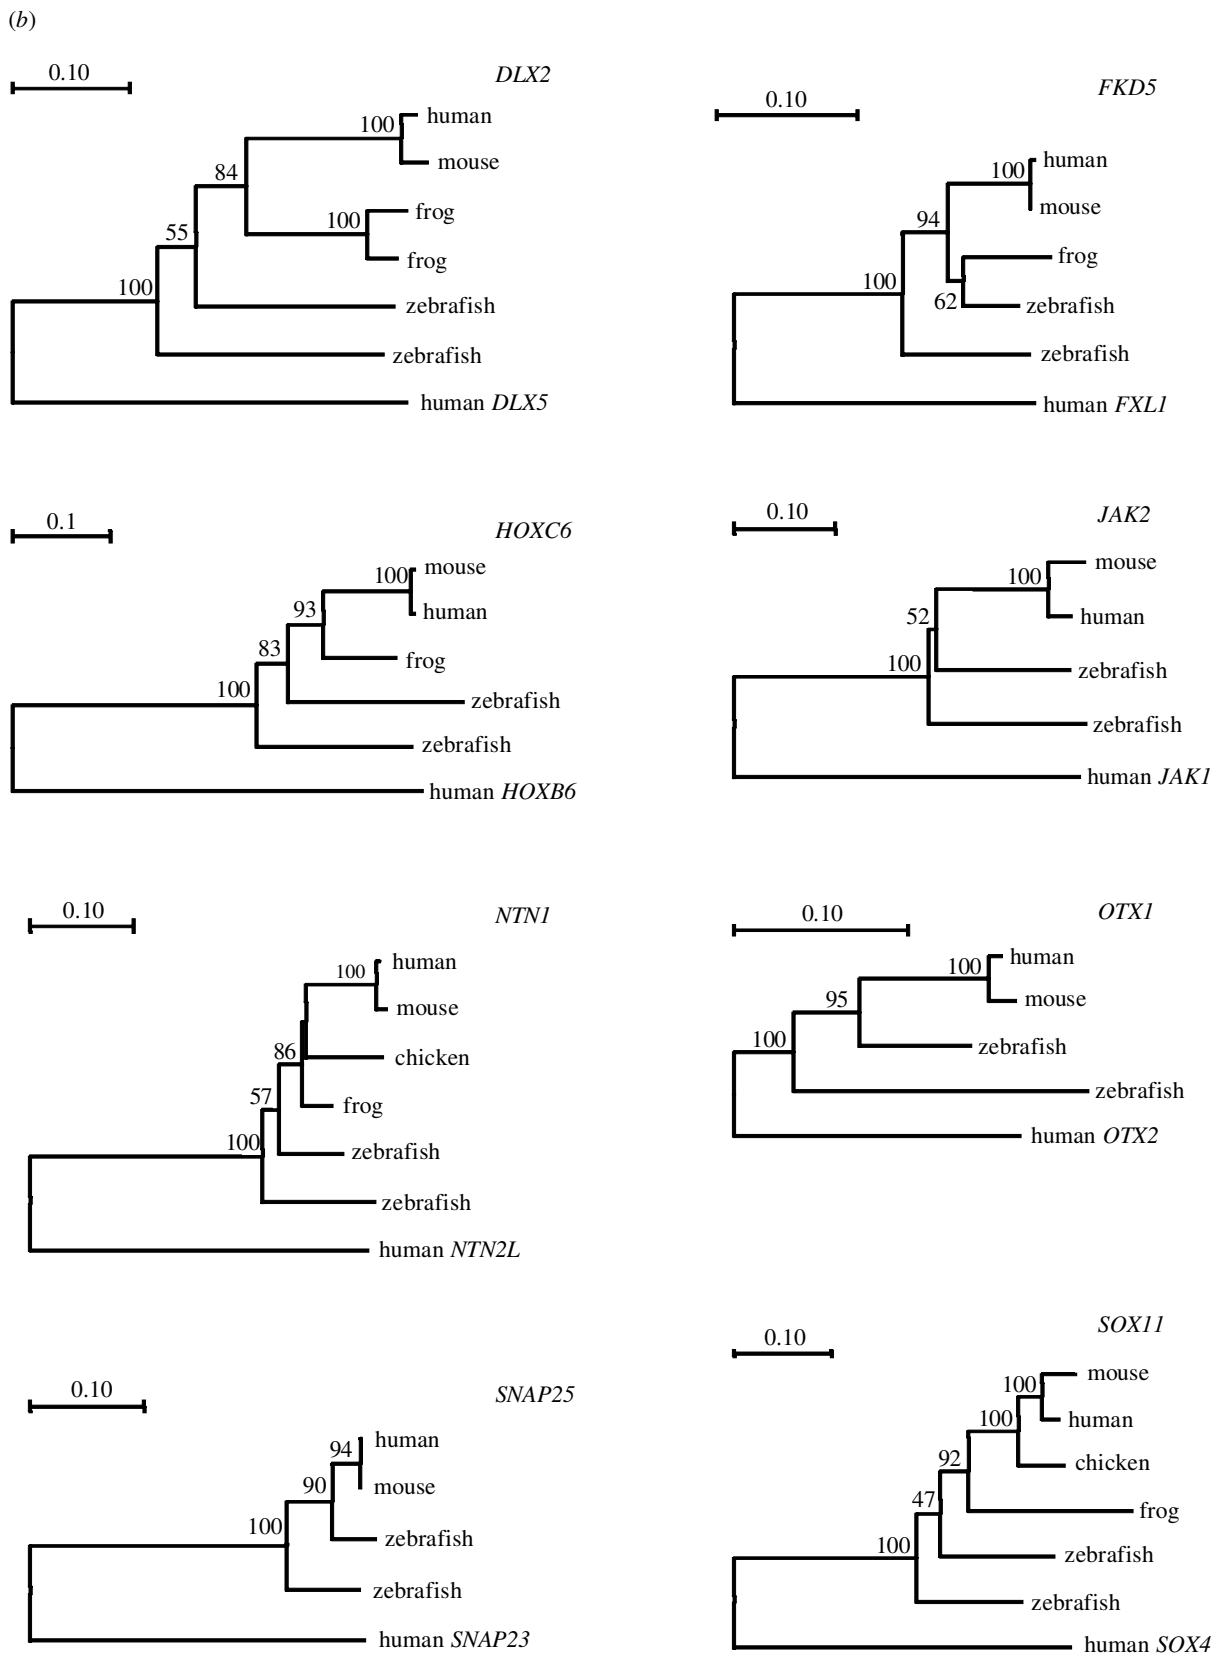 (b)
0.10
DLX2
100
human
mouse
84
100
frog
frog
55
100
zebrafish
zebrafish
human DLX5
0.10
FKD5
100
human
mouse
94
frog
62
zebrafish
100
zebrafish
human FXL1
0.1
HOXC6
100
mouse
human
93
frog
83
zebrafish
100
zebrafish
human HOXB6
0.10
JAK2
100
mouse
human
52
zebrafish
100
zebrafish
human JAK1
0.10
NTN1
100
human
mouse
chicken
86
frog
57
zebrafish
100
zebrafish
human NTN2L
0.10
OTX1
100
human
mouse
95
zebrafish
100
zebrafish
human OTX2
0.10
SNAP25
94
human
mouse
90
zebrafish
100
zebrafish
human SNAP23
0.10
SOX11
100
mouse
human
100
chicken
92
frog
47
zebrafish
100
zebrafish
human SOX4